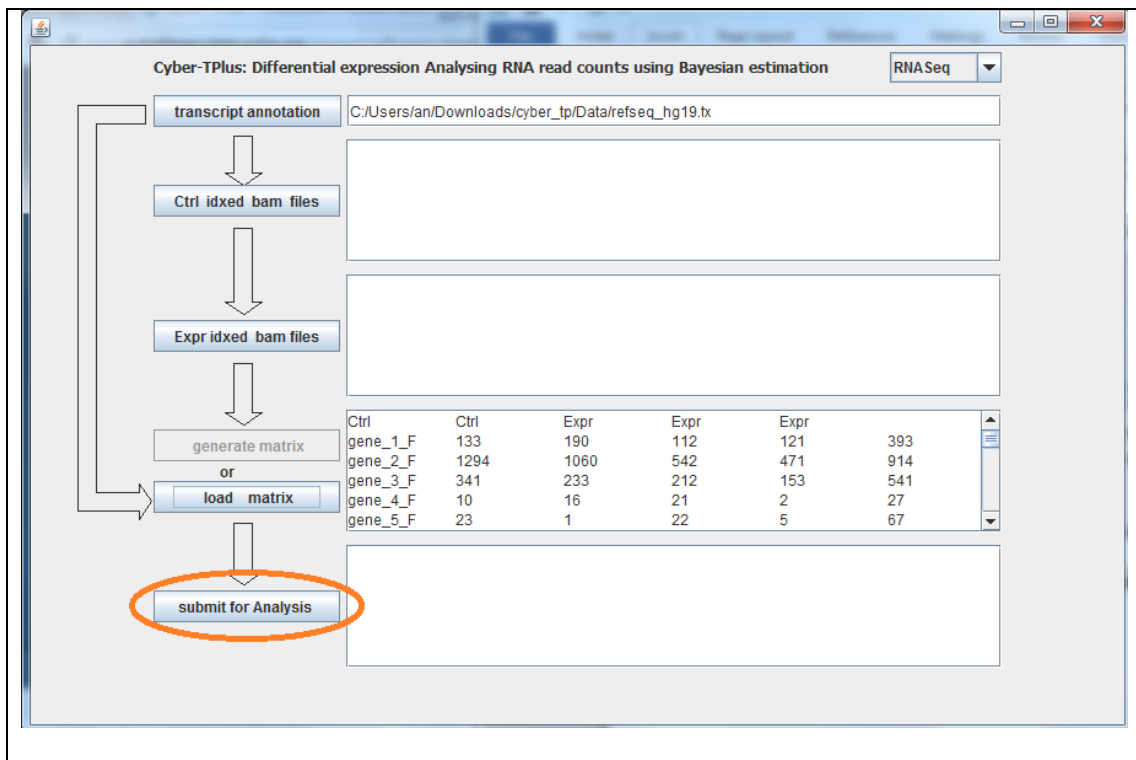 Cyber-TPlus: Differential expression Analysing RNA read counts using Bayesian estimation RNASeq
transcript annotation C:/Users/an/Downloads/cyber_tp/Data/refseq_hg19.tx
Ctrl idxed bam files
Expr idxed bam files
generate matrix
or
load matrix
Ctrl Ctrl Expr Expr Expr
gene_1_F 133 190 112 121 393
gene_2_F 1294 1060 542 471 914
gene_3_F 341 233 212 153 541
gene_4_F 10 16 21 2 27
gene_5_F 23 1 22 5 67
submit for Analysis